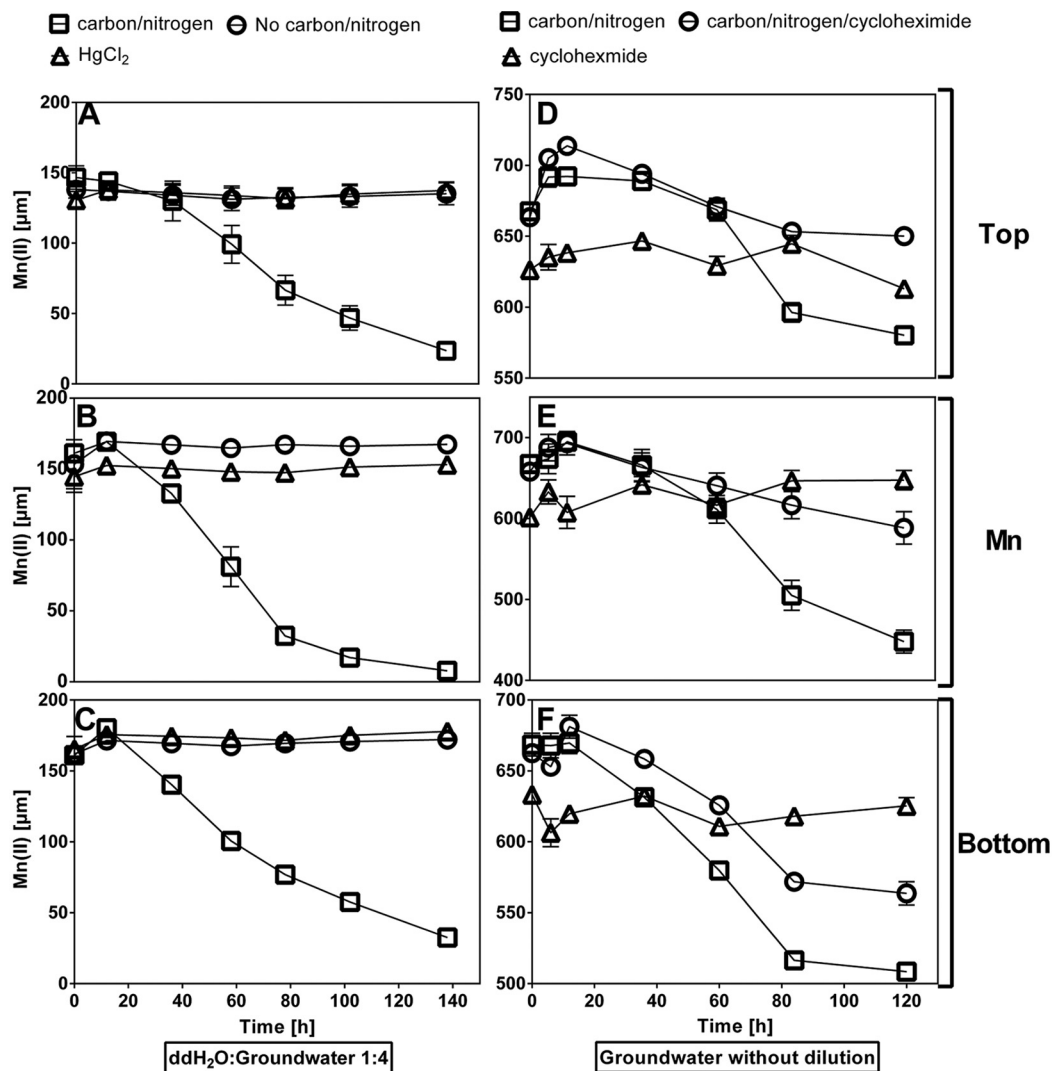 carbon/nitrogen No carbon/nitrogen
HgCl₂
carbon/nitrogen carbon/nitrogen/cycloheximide
cyclohexmide
A
200
150
100
50
0
Mn(II) [µm]
D
750
700
650
600
550
Top
B
200
150
100
50
0
Mn(II) [µm]
E
700
600
500
400
Mn
C
200
150
100
50
0
Mn(II) [µm]
0 20 40 60 80 100 120 140
Time [h]
ddH₂O:Groundwater 1:4
F
700
650
600
550
500
0 20 40 60 80 100 120
Time [h]
Groundwater without dilution
Bottom